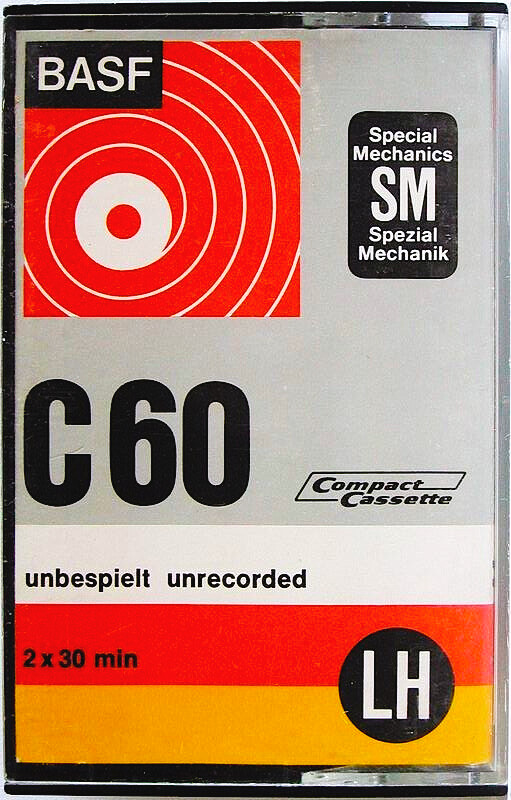 BASF
Special
Mechanics
SM
Spezial
Mechanik
C 60
Compact
Cassette
unbespielt unrecorded
2 x 30 min
LH